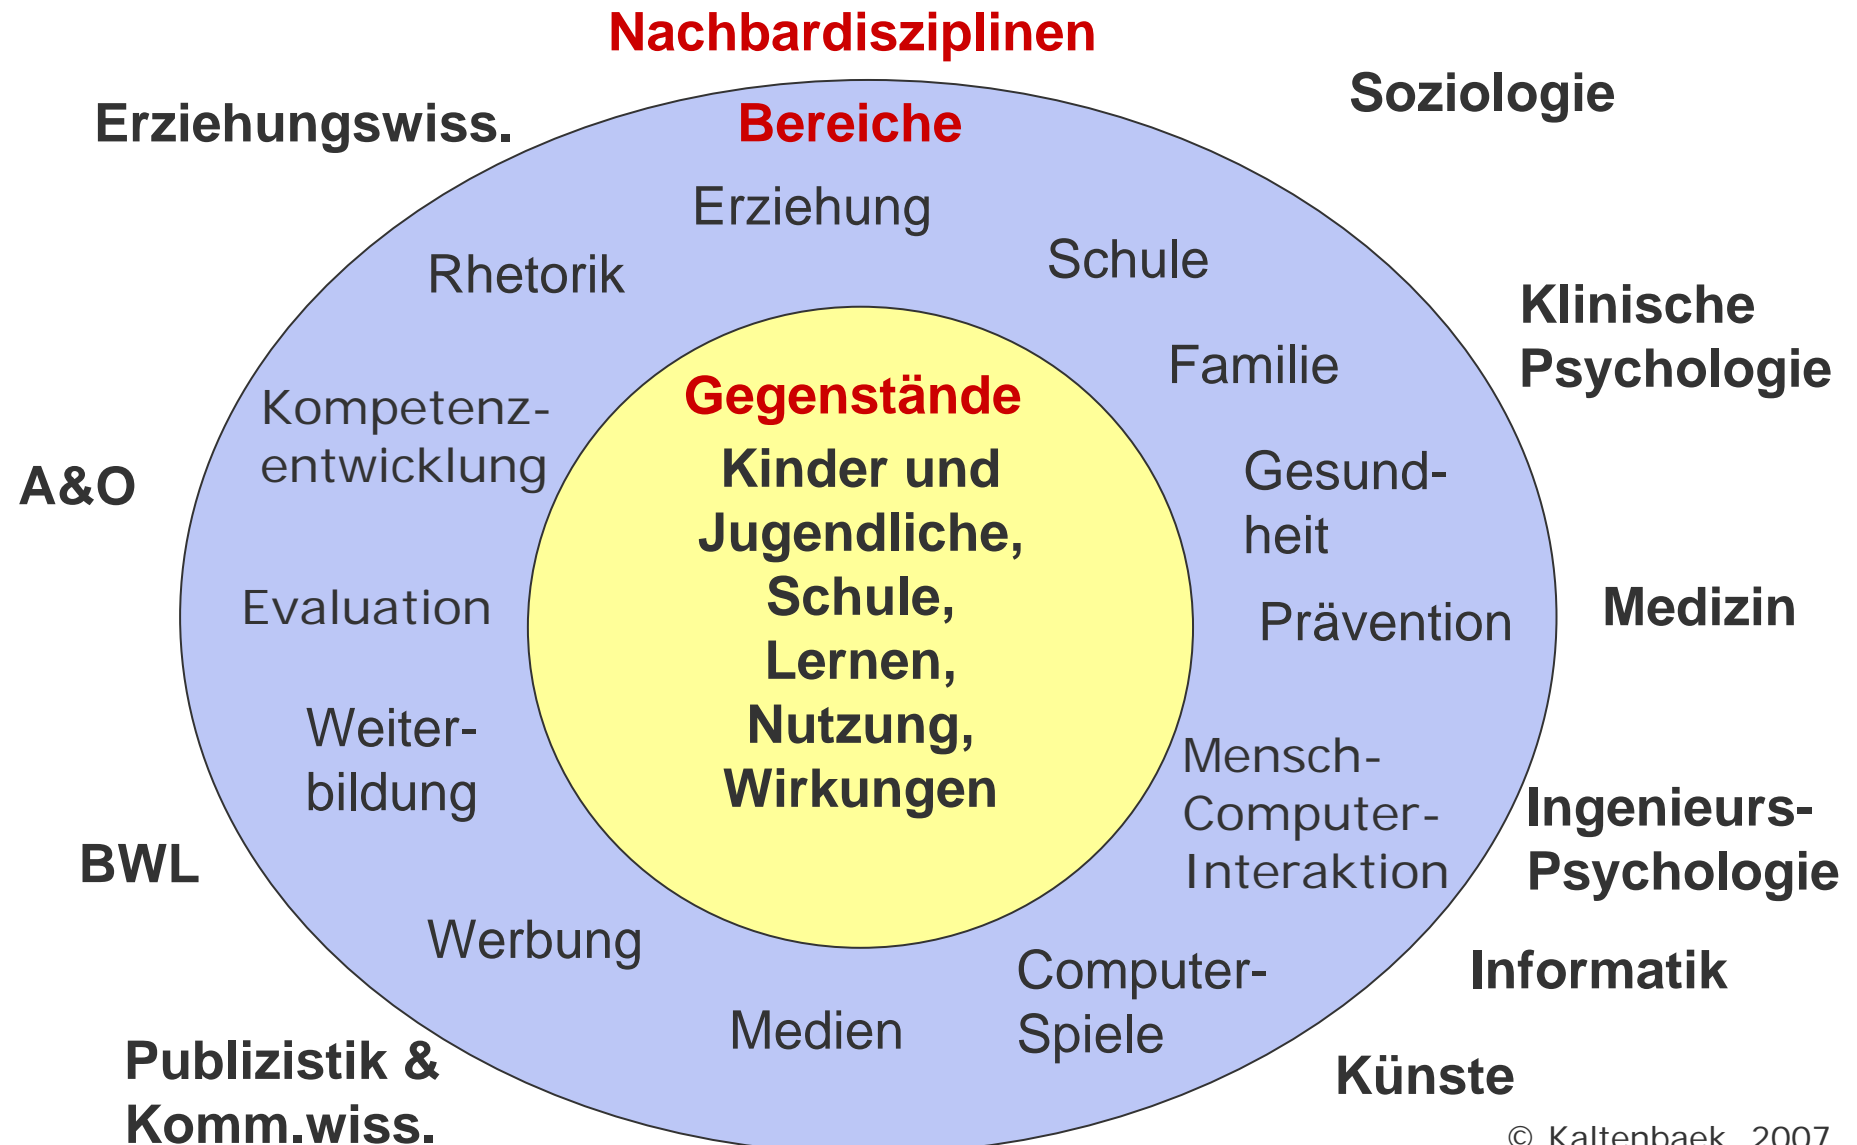 Nachbardisziplinen
Soziologie
Erziehungswiss.
Bereiche
Erziehung
Rhetorik
Schule
Klinische
Psychologie
Familie
Gegenstände
Kinder und
Jugendliche,
Schule,
Lernen,
Nutzung,
Wirkungen
Kompetenz-
entwicklung
A&O
Gesund-
heit
Evaluation
Prävention
Medizin
Weiter-
bildung
Mensch-
Computer-
Interaktion
Ingenieurs-
Psychologie
BWL
Werbung
Computer-
Spiele
Informatik
Medien
Publizistik &
Komm.wiss.
Künste
© Kaltenbaek, 2007